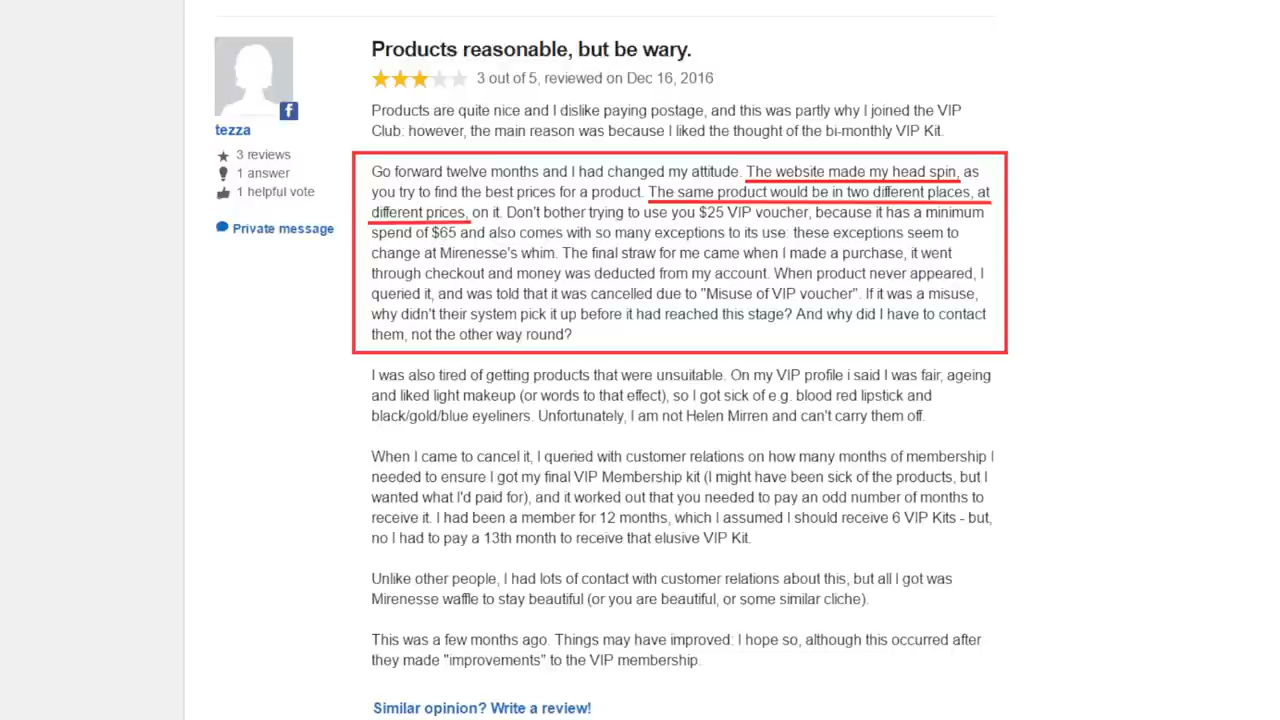 Products reasonable, but be wary.
3 out of 5, reviewed on Dec 16, 2016
f
tezza
3 reviews
1 answer
1 helpful vote
Private message
Products are quite nice and I dislike paying postage, and this was partly why I joined the VIP
Club: however, the main reason was because I liked the thought of the bi-monthly VIP Kit.
Go forward twelve months and I had changed my attitude. The website made my head spin, as
you try to find the best prices for a product. The same product would be in two different places, at
different prices, on it. Don't bother trying to use you $25 VIP voucher, because it has a minimum
spend of $65 and also comes with so many exceptions to its use: these exceptions seem to
change at Mirenesse's whim. The final straw for me came when I made a purchase, it went
through checkout and money was deducted from my account. When product never appeared, I
queried it, and was told that it was cancelled due to "Misuse of VIP voucher". If it was a misuse,
why didn't their system pick it up before it had reached this stage? And why did I have to contact
them, not the other way round?
I was also tired of getting products that were unsuitable. On my VIP profile i said I was fair, ageing
and liked light makeup (or words to that effect), so I got sick of e.g. blood red lipstick and
black/gold/blue eyeliners. Unfortunately, I am not Helen Mirren and can't carry them off.
When I came to cancel it, I queried with customer relations on how many months of membership I
needed to ensure I got my final VIP Membership kit (I might have been sick of the products, but I
wanted what I'd paid for), and it worked out that you needed to pay an odd number of months to
receive it. I had been a member for 12 months, which I assumed I should receive 6 VIP Kits - but,
no I had to pay a 13th month to receive that elusive VIP Kit.
Unlike other people, I had lots of contact with customer relations about this, but all I got was
Mirenesse waffle to stay beautiful (or you are beautiful, or some similar cliche).
This was a few months ago. Things may have improved: I hope so, although this occurred after
they made "improvements" to the VIP membership.
Similar opinion? Write a review!